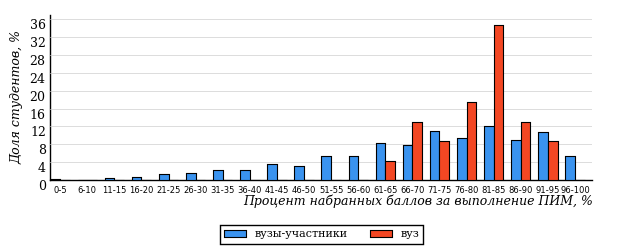 Доля студентов, %
36
32
28
24
20
16
12
8
4
0
0-5 6-10 11-15 16-20 21-25 26-30 31-35 36-40 41-45 46-50 51-55 56-60 61-65 66-70 71-75 76-80 81-85 86-90 91-95 96-100
Процент набранных баллов за выполнение ПИМ, %
вузы-участники вуз